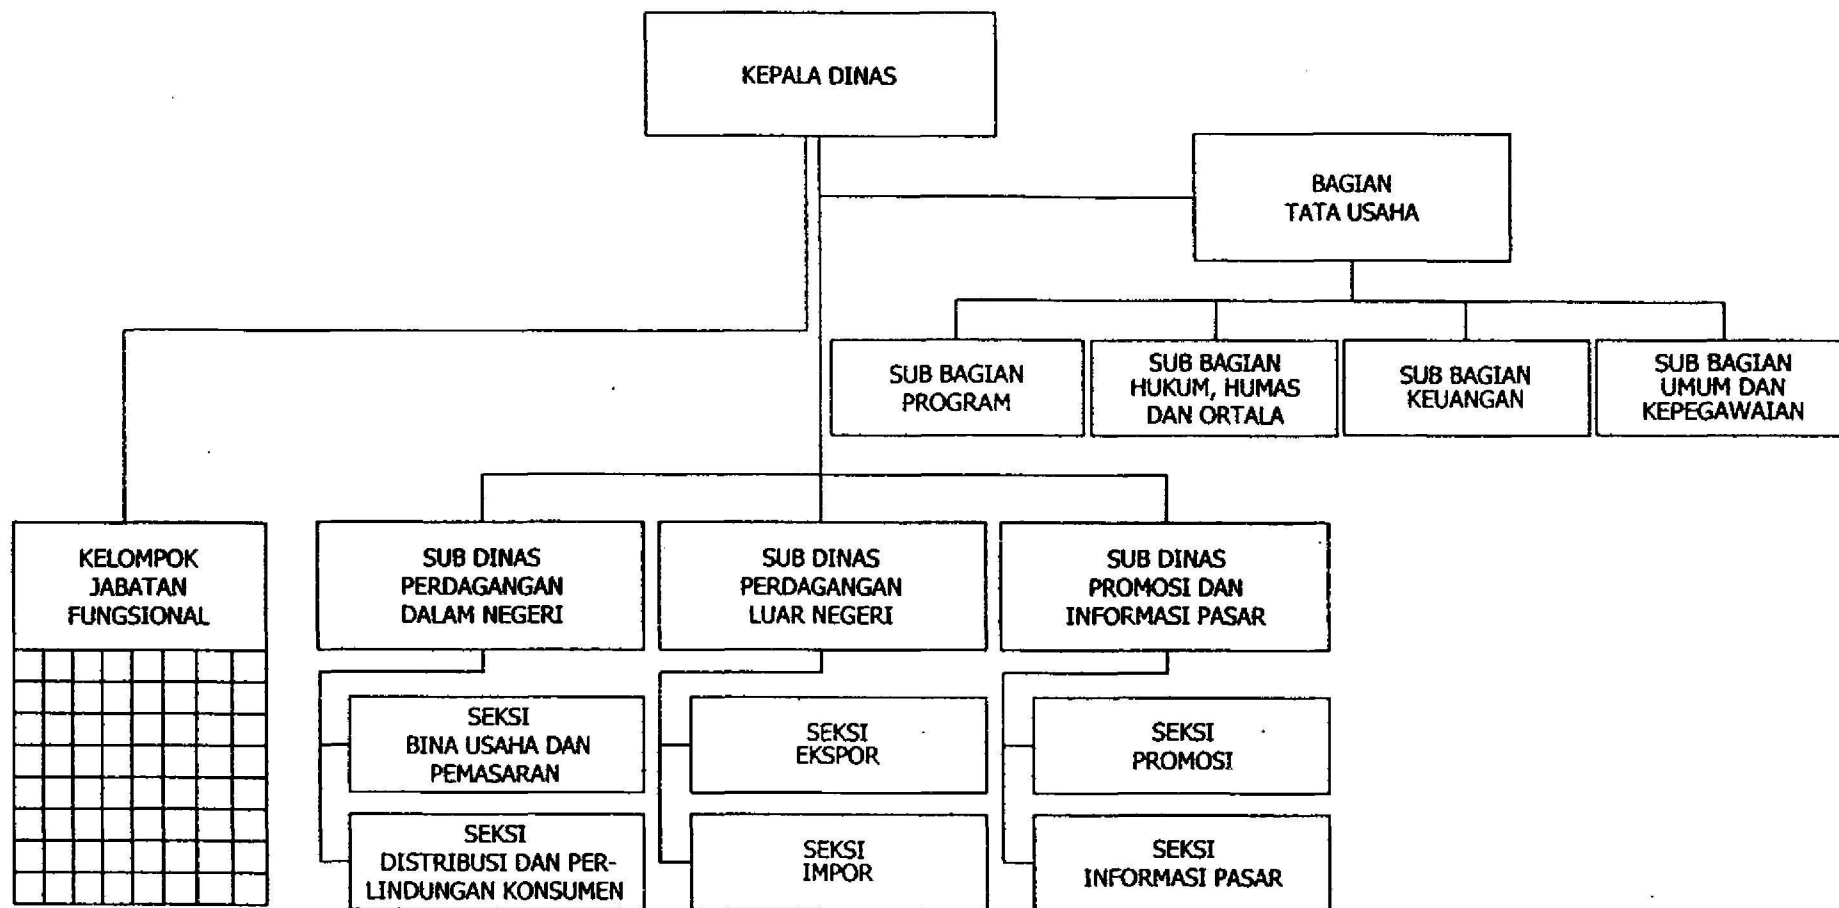 KEPALA DINAS
BAGIAN
TATA USAHA
SUB BAGIAN
PROGRAM
SUB BAGIAN
HUKUM, HUMAS
DAN ORTALA
SUB BAGIAN
KEUANGAN
SUB BAGIAN
UMUM DAN
KEPEGAWAIAN
KELOMPOK
JABATAN
FUNGSIONAL
SUB DINAS
PERDAGANGAN
DALAM NEGERI
SUB DINAS
PERDAGANGAN
LUAR NEGERI
SUB DINAS
PROMOSI DAN
INFORMASI PASAR
SEKSI
BINA USAHA DAN
PEMASARAN
SEKSI
EKSPOR
SEKSI
PROMOSI
SEKSI
DISTRIBUSI DAN PER-
LINDUNGAN KONSUMEN
SEKSI
IMPOR
SEKSI
INFORMASI PASAR